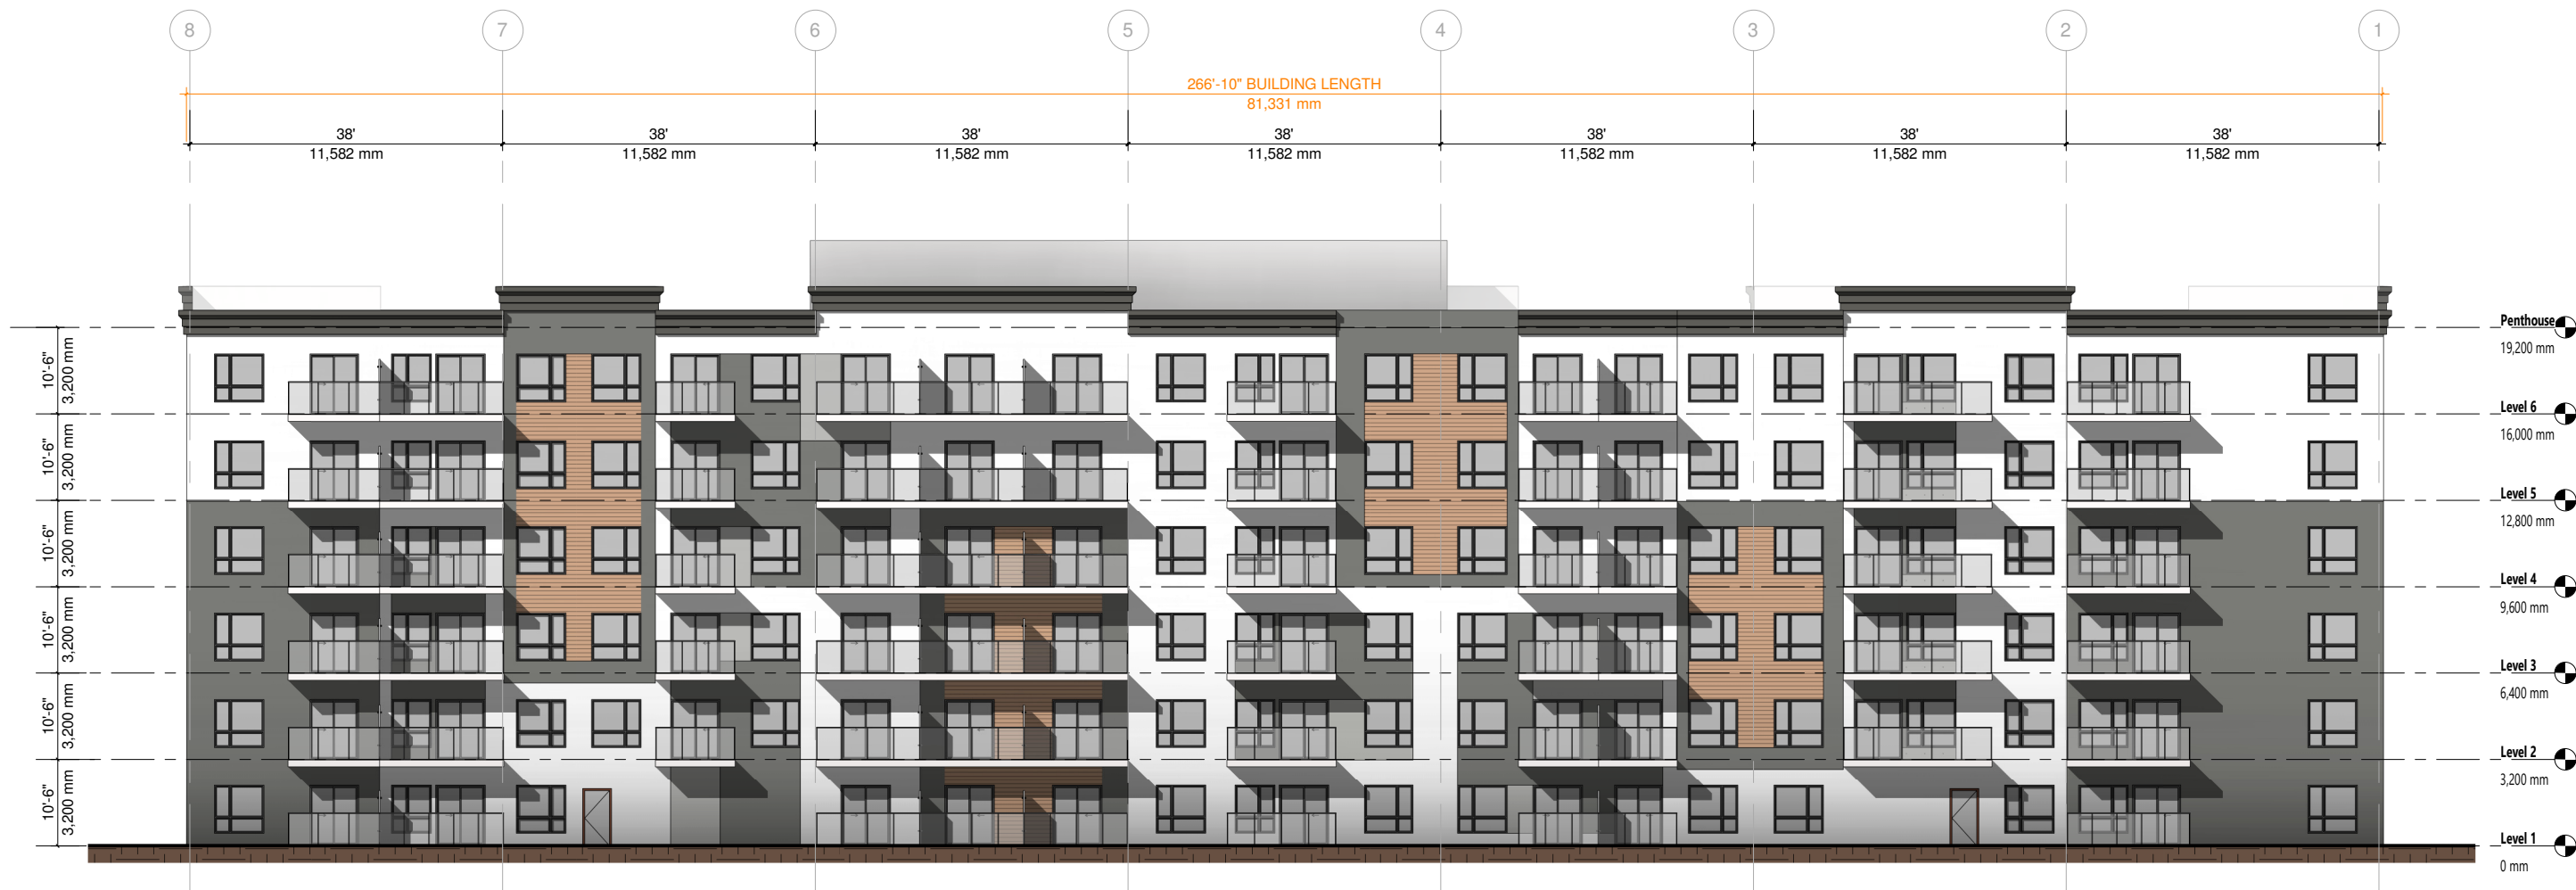 8 7 6 5 4 3 2 1
266'-10" BUILDING LENGTH
81,331 mm
38' 38' 38' 38' 38' 38' 38'
11,582 mm 11,582 mm 11,582 mm 11,582 mm 11,582 mm 11,582 mm 11,582 mm
Penthouse
19,200 mm
10'-6"
3,200 mm
Level 6
16,000 mm
10'-6"
3,200 mm
Level 5
12,800 mm
10'-6"
3,200 mm
Level 4
9,600 mm
10'-6"
3,200 mm
Level 3
6,400 mm
10'-6"
3,200 mm
Level 2
3,200 mm
10'-6"
3,200 mm
Level 1
0 mm